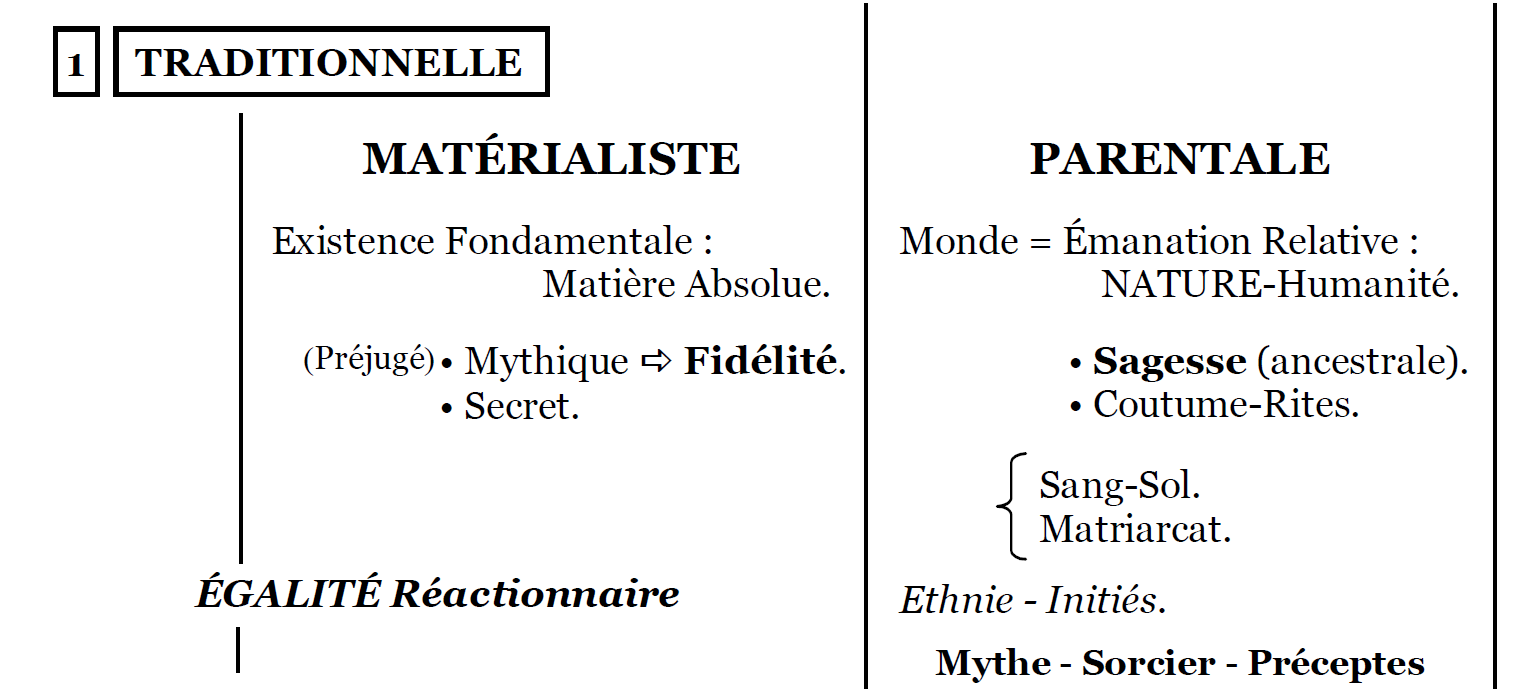 1 TRADITIONNELLE
MATÉRIALISTE
Existence Fondamentale :
Matière Absolue.
(Préjugé) • Mythique ⇨ Fidélité.
• Secret.
ÉGALITÉ Réactionnaire
PARENTALE
Monde = Émanation Relative :
NATURE-Humanité.
• Sagesse (ancestrale).
• Coutume-Rites.
Sang-Sol.
Matriarcat.
Ethnie - Initiés.
Mythe - Sorcier - Préceptes